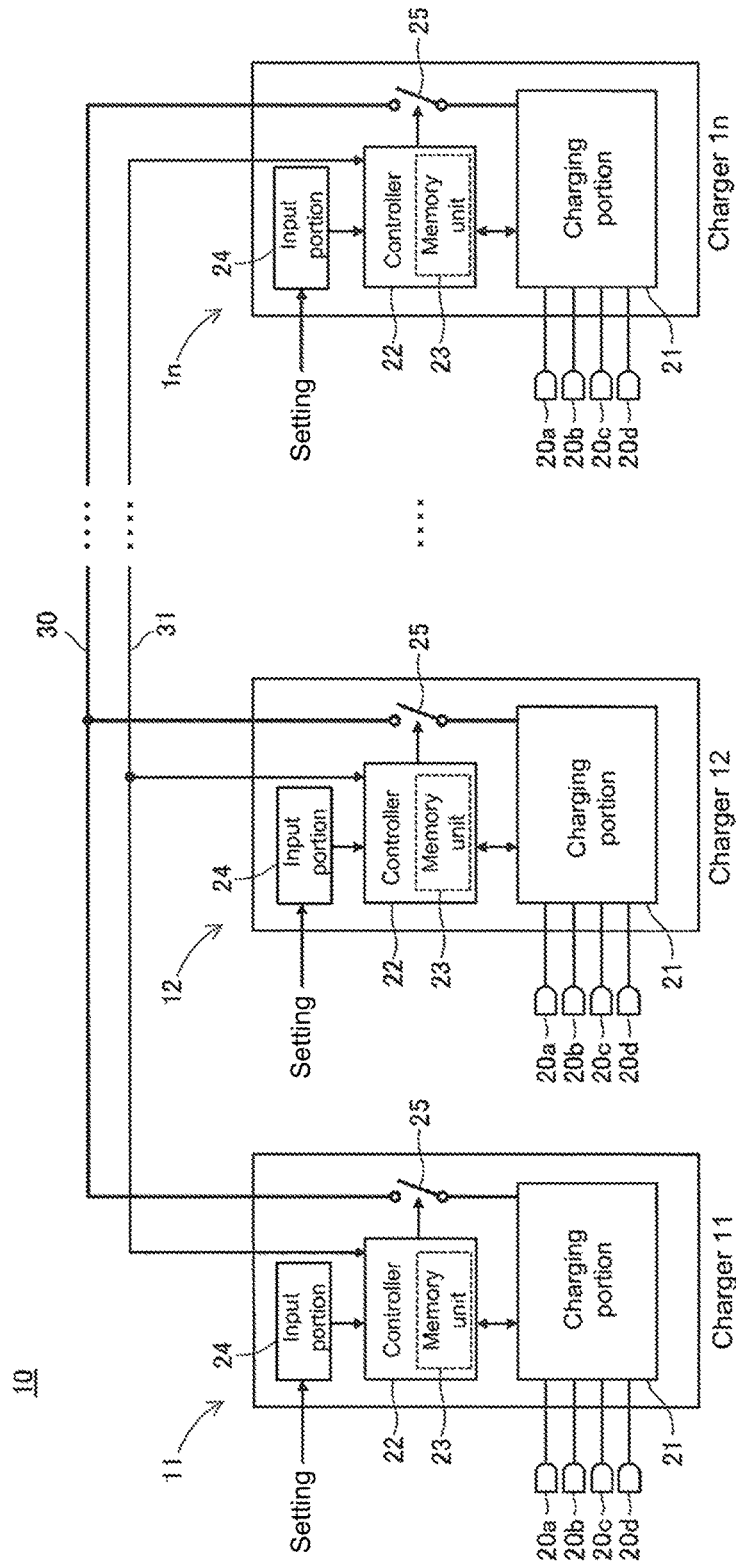 10
30
31
11
Setting
24
Input
portion
Controller
Memory
unit
22
23
25
Charging
portion
21
20a
20b
20c
20d
Charger 11
12
Setting
24
Input
portion
Controller
Memory
unit
22
23
25
Charging
portion
21
20a
20b
20c
20d
Charger 12
1n
Setting
24
Input
portion
Controller
Memory
unit
22
23
25
Charging
portion
21
20a
20b
20c
20d
Charger 1n